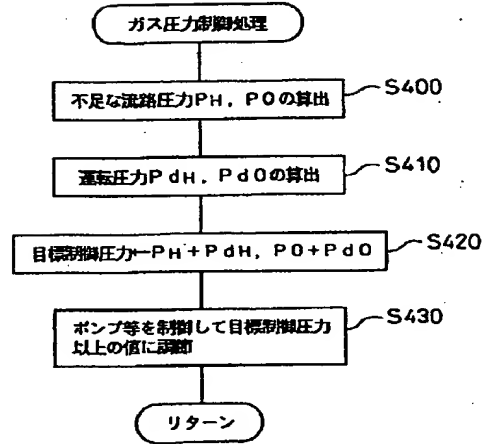 ガス圧力制御処理
不足な流路圧力PH，POの算出
S400
運転圧力PdH，PdOの算出
S410
目標制御圧力←PH+PdH，PO+PdO
S420
ポンプ等を制御して目標制御圧力
以上の値に調節
S430
リターン